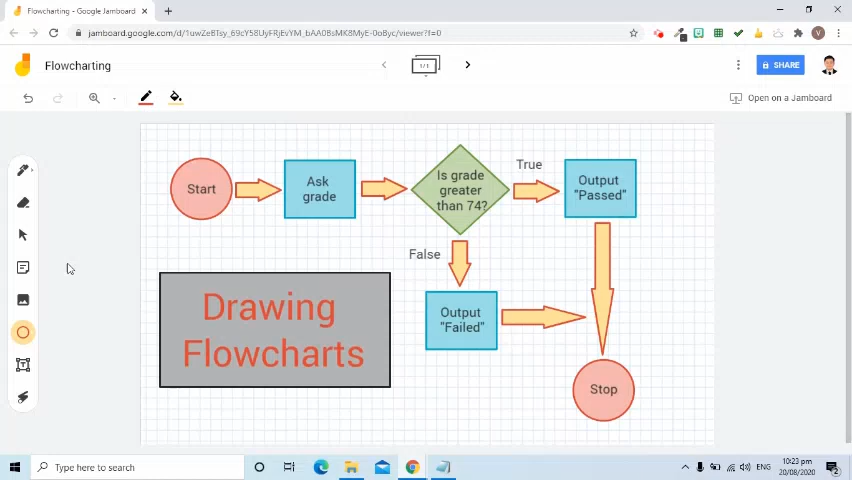 Flowcharting - Google Jamboard
jamboard.google.com/d/1uwZeBTsy_69cY58UyFRjEvYM_bAA0BsMK8MyE-0oByc/viewer?f=0
V
Flowcharting
1/1
SHARE
Open on a Jamboard
Start
Ask
grade
Is grade
greater
than 74?
True
Output
"Passed"
False
Output
"Failed"
Drawing
Flowcharts
Stop
Type here to search
ENG
10:23 pm
20/08/2020
2